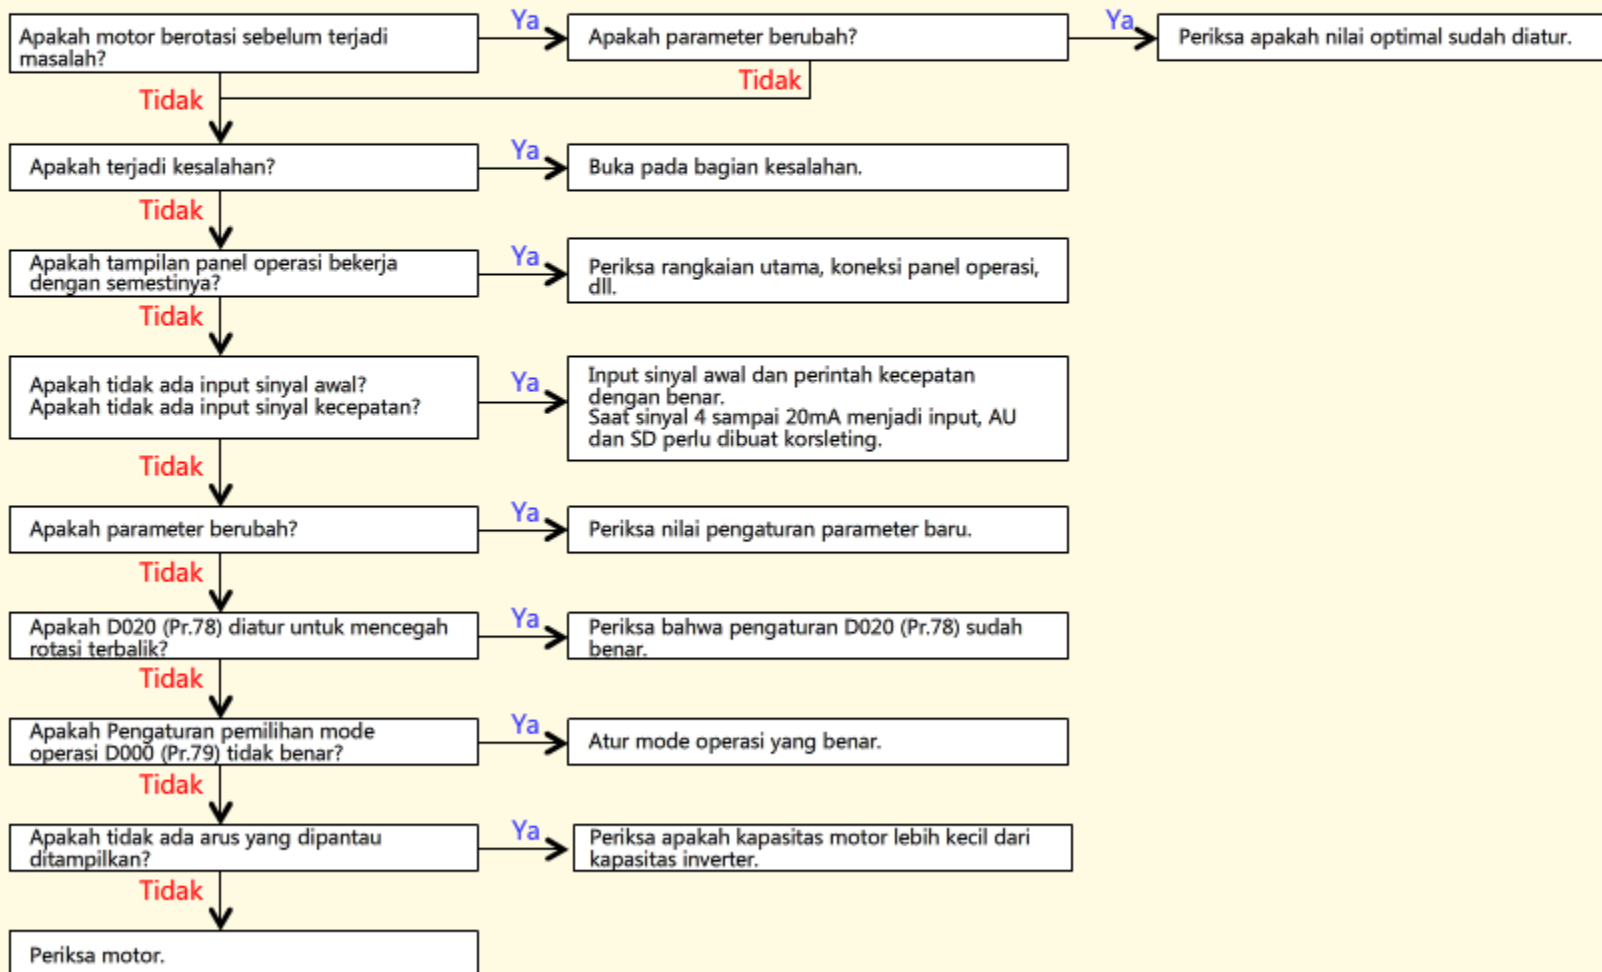 Apakah motor berotasi sebelum terjadi
masalah?
Ya
Apakah parameter berubah?
Ya
Periksa apakah nilai optimal sudah diatur.
Tidak
Tidak
Apakah terjadi kesalahan?
Ya
Buka pada bagian kesalahan.
Tidak
Apakah tampilan panel operasi bekerja
dengan semestinya?
Ya
Periksa rangkaian utama, koneksi panel operasi,
dll.
Tidak
Apakah tidak ada input sinyal awal?
Apakah tidak ada input sinyal kecepatan?
Ya
Input sinyal awal dan perintah kecepatan
dengan benar.
Saat sinyal 4 sampai 20mA menjadi input, AU
dan SD perlu dibuat korsleting.
Tidak
Apakah parameter berubah?
Ya
Periksa nilai pengaturan parameter baru.
Tidak
Apakah D020 (Pr.78) diatur untuk mencegah
rotasi terbalik?
Ya
Periksa bahwa pengaturan D020 (Pr.78) sudah
benar.
Tidak
Apakah Pengaturan pemilihan mode
operasi D000 (Pr.79) tidak benar?
Ya
Atur mode operasi yang benar.
Tidak
Apakah tidak ada arus yang dipantau
ditampilkan?
Ya
Periksa apakah kapasitas motor lebih kecil dari
kapasitas inverter.
Tidak
Periksa motor.